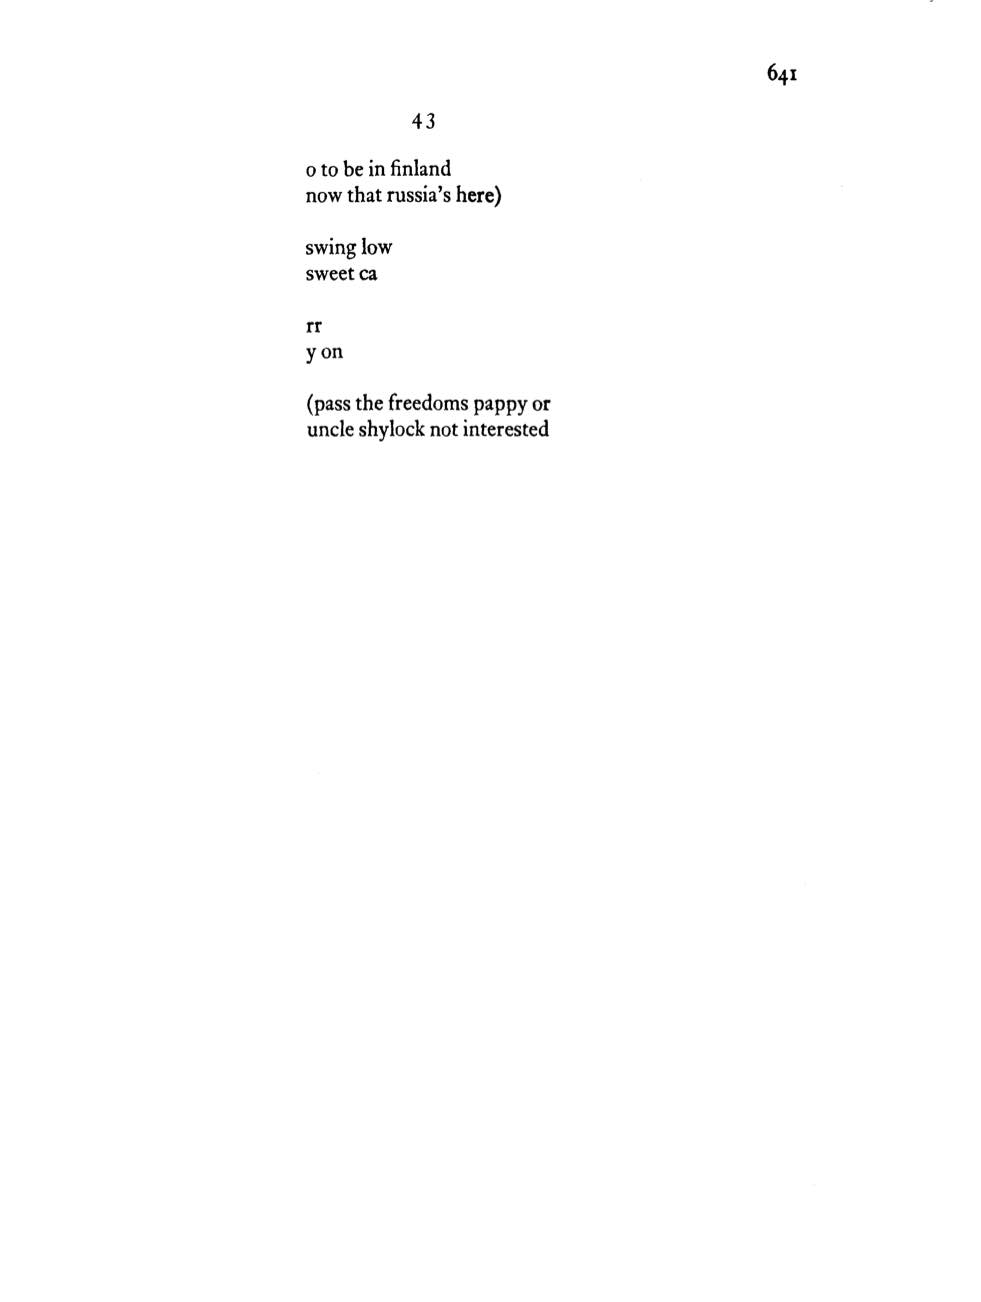 641
43
o to be in finland
now that russia's here)
swing low
sweet ca
rr
y on
(pass the freedoms pappy or
uncle shylock not interested